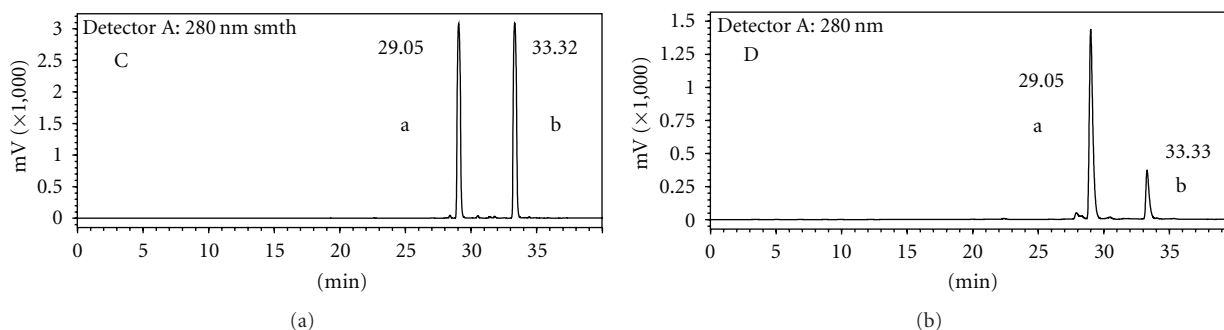 Detector A: 280 nm smth
C
29.05
33.32
a
b
mV (×1,000)
3
2.5
2
1.5
1
0.5
0
0 5 10 15 20 25 30 35
(min)
(a)
Detector A: 280 nm
D
29.05
a
33.33
b
mV (×1,000)
1.5
1.25
1
0.75
0.5
0.25
0
0 5 10 15 20 25 30 35
(min)
(b)